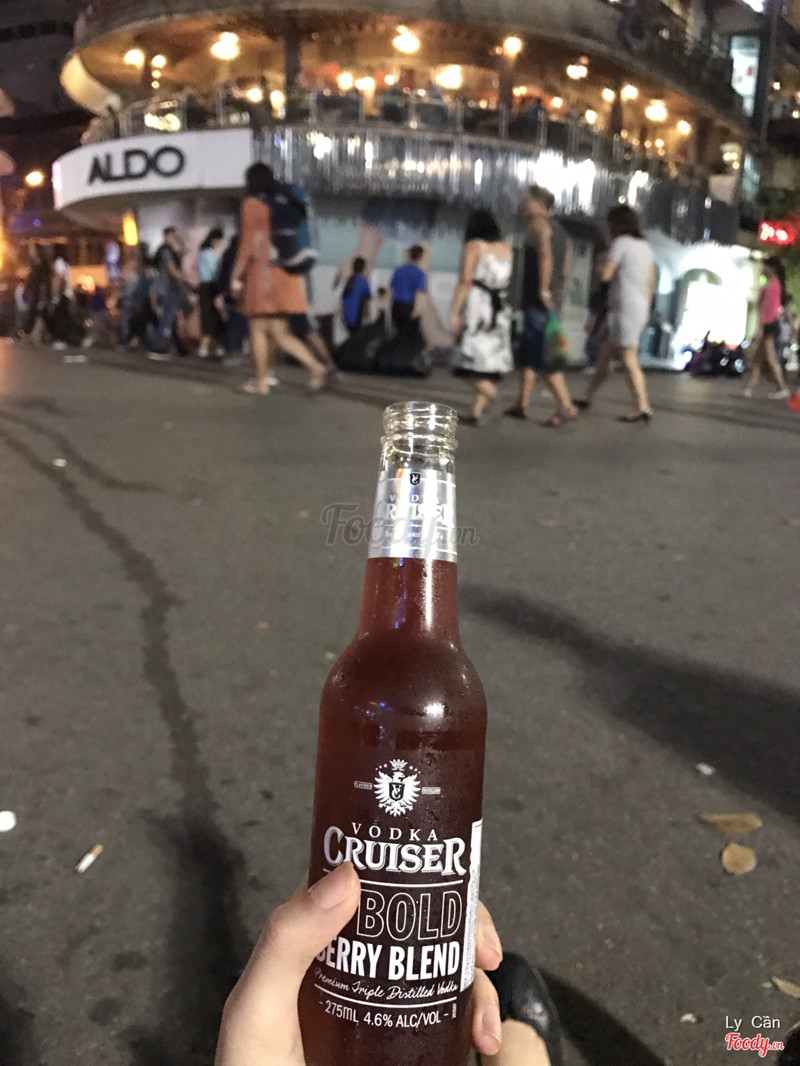 ALDO
VODKA
CRUISER
Foody.vn
VODKA
CRUISER
BOLD
BERRY BLEND
Premium Triple Distilled Vodka
- 275ML 4.6% ALC/VOL -
Ly Cần
Foody.vn